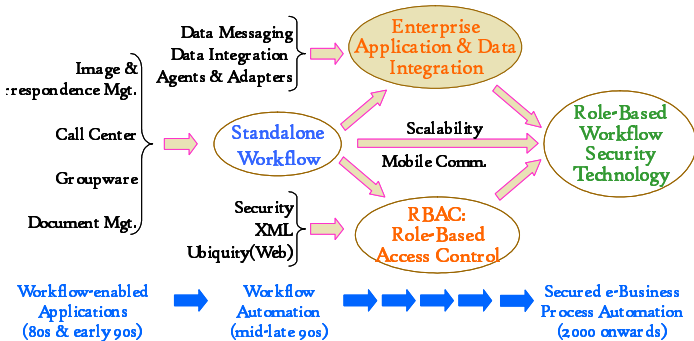 Data Messaging
Data Integration
Agents & Adapters
Enterprise
Application & Data
Integration
Image &
rrespondence Mgt.
Call Center
Groupware
Document Mgt.
Standalone
Workflow
Scalability
Mobile Comm.
Role-Based
Workflow
Security
Technology
Security
XML
Ubiquity(Web)
RBAC:
Role-Based
Access Control
Workflow-enabled
Applications
(80s & early 90s)
Workflow
Automation
(mid-late 90s)
Secured e-Business
Process Automation
(2000 onwards)